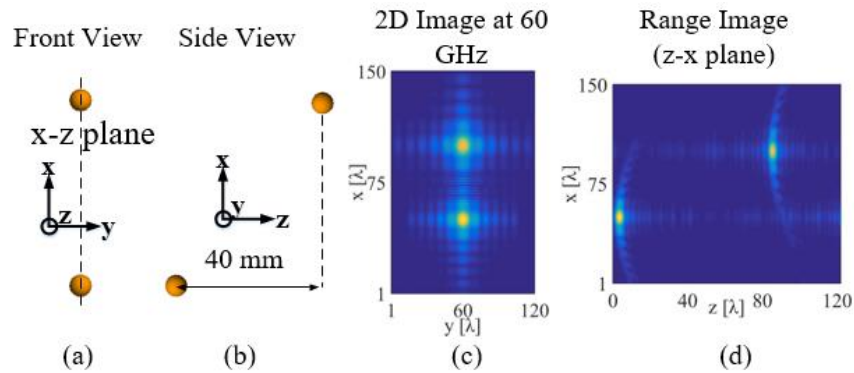 Front View
Side View
2D Image at 60
GHz
Range Image
(z-x plane)
x-z plane
x
z
y
x
y
z
40 mm
150
75
1
x [λ]
1
60
120
y [λ]
150
75
1
x [λ]
0
40
80
120
z [λ]
(a)
(b)
(c)
(d)